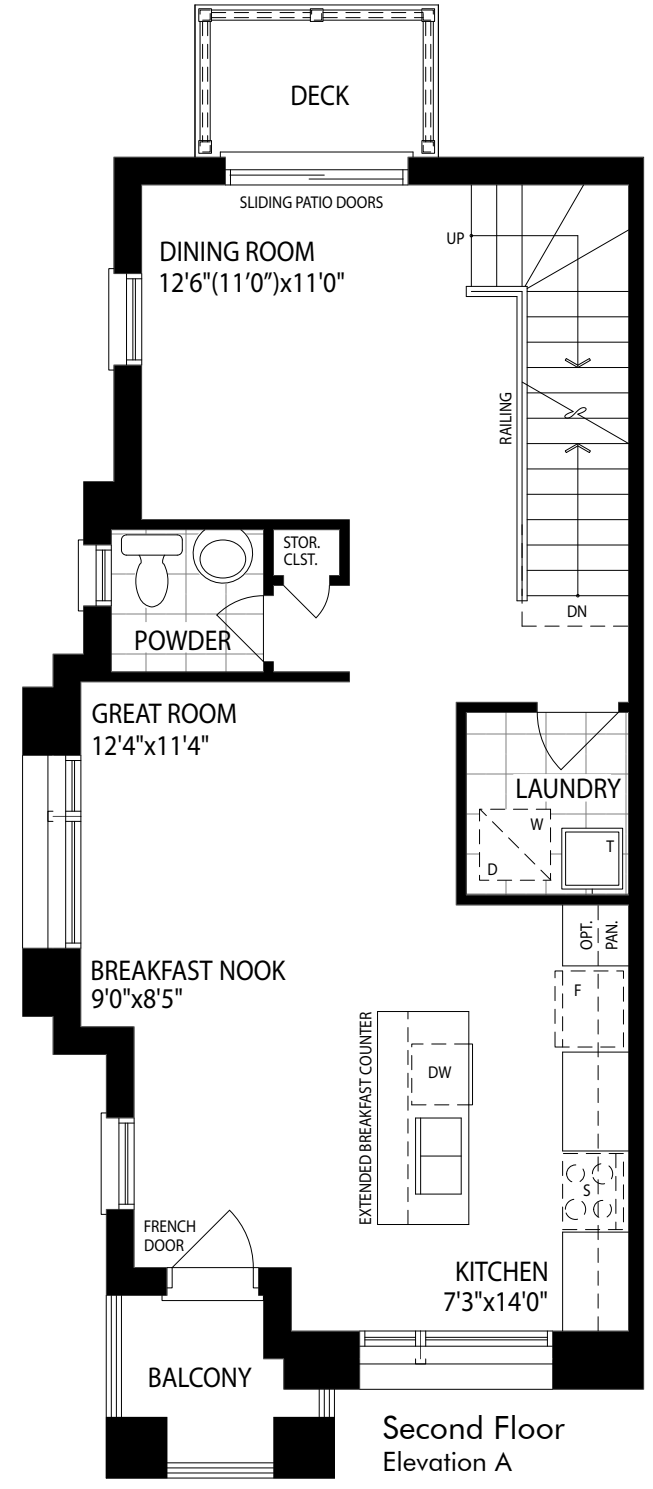 DECK
SLIDING PATIO DOORS
UP
DINING ROOM
12'6"(11'0")x11'0"
RAILING
STOR.
CLST.
DN
POWDER
GREAT ROOM
12'4"x11'4"
LAUNDRY
W
D
T
OPT.
PAN.
BREAKFAST NOOK
9'0"x8'5"
F
EXTENDED BREAKFAST COUNTER
DW
S
FRENCH
DOOR
KITCHEN
7'3"x14'0"
BALCONY
Second Floor
Elevation A